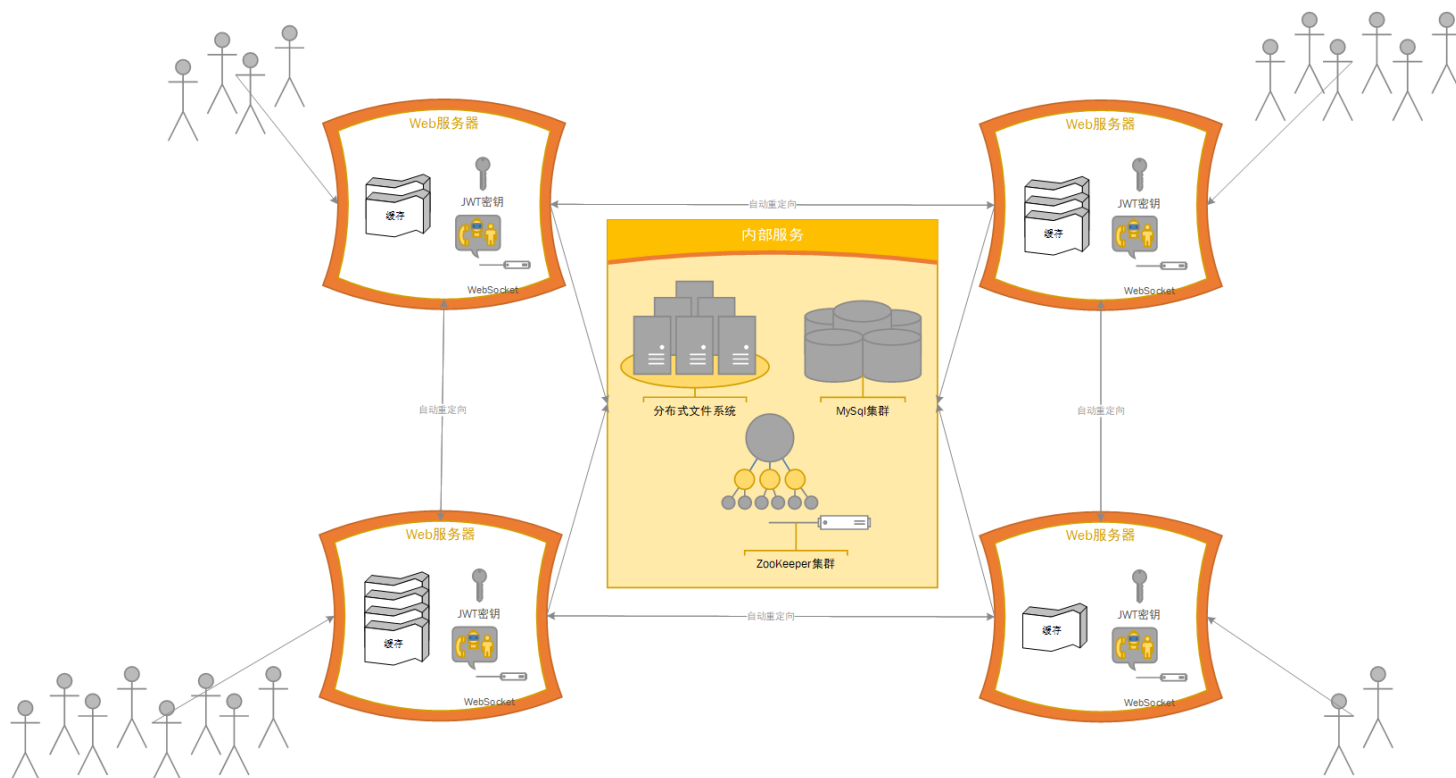 Web服务器
缓存
JWT密钥
WebSocket
Web服务器
缓存
JWT密钥
WebSocket
自动重定向
内部服务
分布式文件系统
MySql集群
ZooKeeper集群
自动重定向
自动重定向
Web服务器
缓存
JWT密钥
WebSocket
Web服务器
缓存
JWT密钥
WebSocket
自动重定向